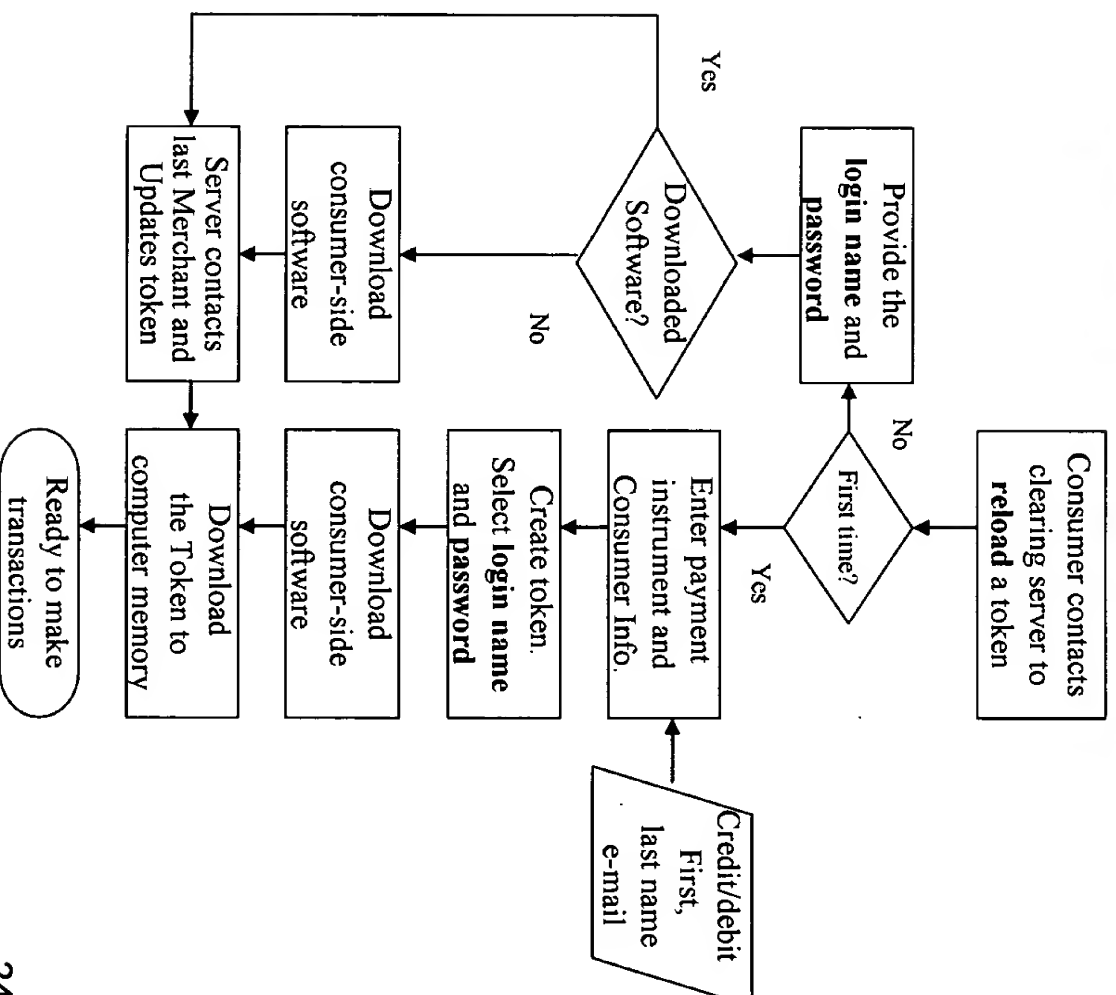 Consumer contacts
clearing server to
reload a token
First time?
No
Yes
Provide the
login name and
password
Enter payment
instrument and
Consumer Info.
Credit/debit
First,
last name
e-mail
Downloaded
Software?
Yes
No
Create token.
Select login name
and password
Download
consumer-side
software
Download
consumer-side
software
Server contacts
last Merchant and
Updates token
Download
the Token to
computer memory
Ready to make
transactions